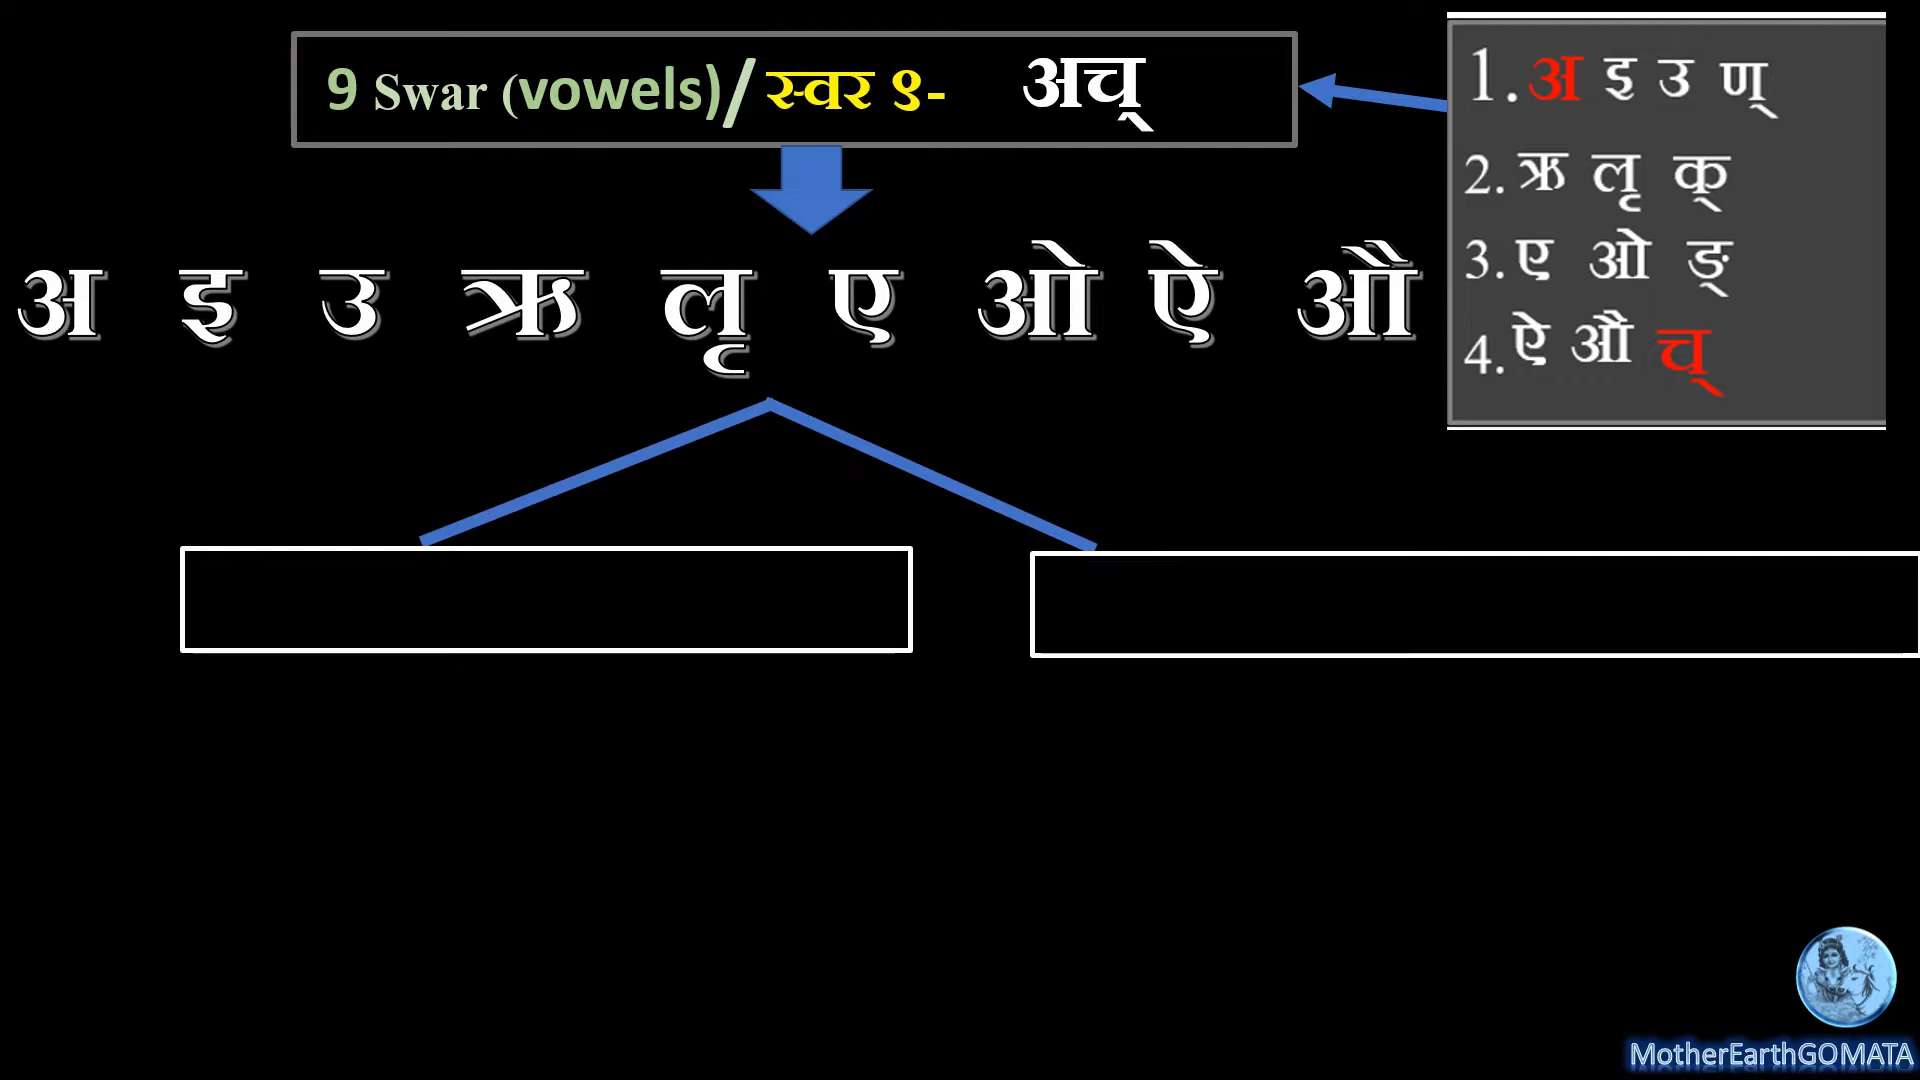 9 Swar (vowels)/ स्वर ९- अच्
अ इ उ ऋ लृ ए ओ ऐ औ
1. अ इ उ ण्
2. ऋ लृ क्
3. ए ओ ङ्
4. ऐ औ च्
MotherEarthGOMATA